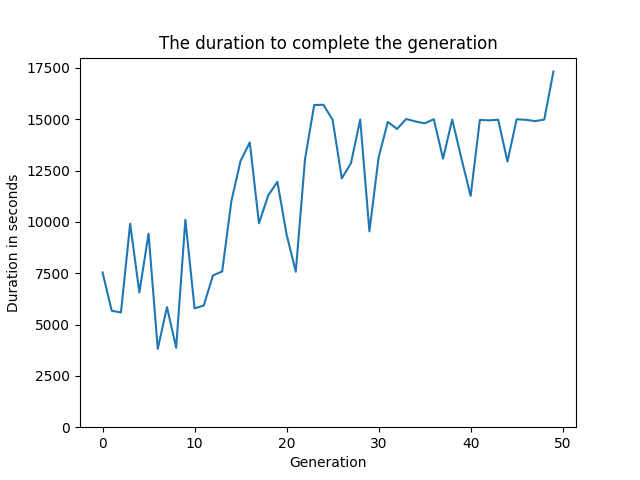 The duration to complete the generation
17500
15000
12500
10000
7500
5000
2500
0
Duration in seconds
0 10 20 30 40 50
Generation